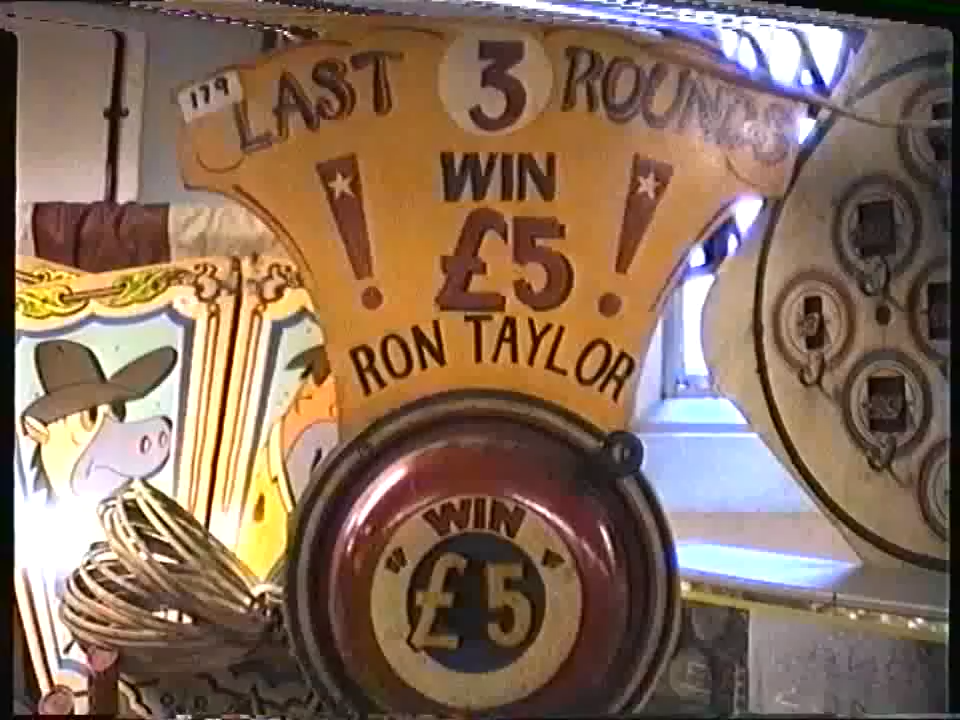 179
LAST 3 ROUNDS
WIN
! £5 !
RON TAYLOR
WIN
" £5 "